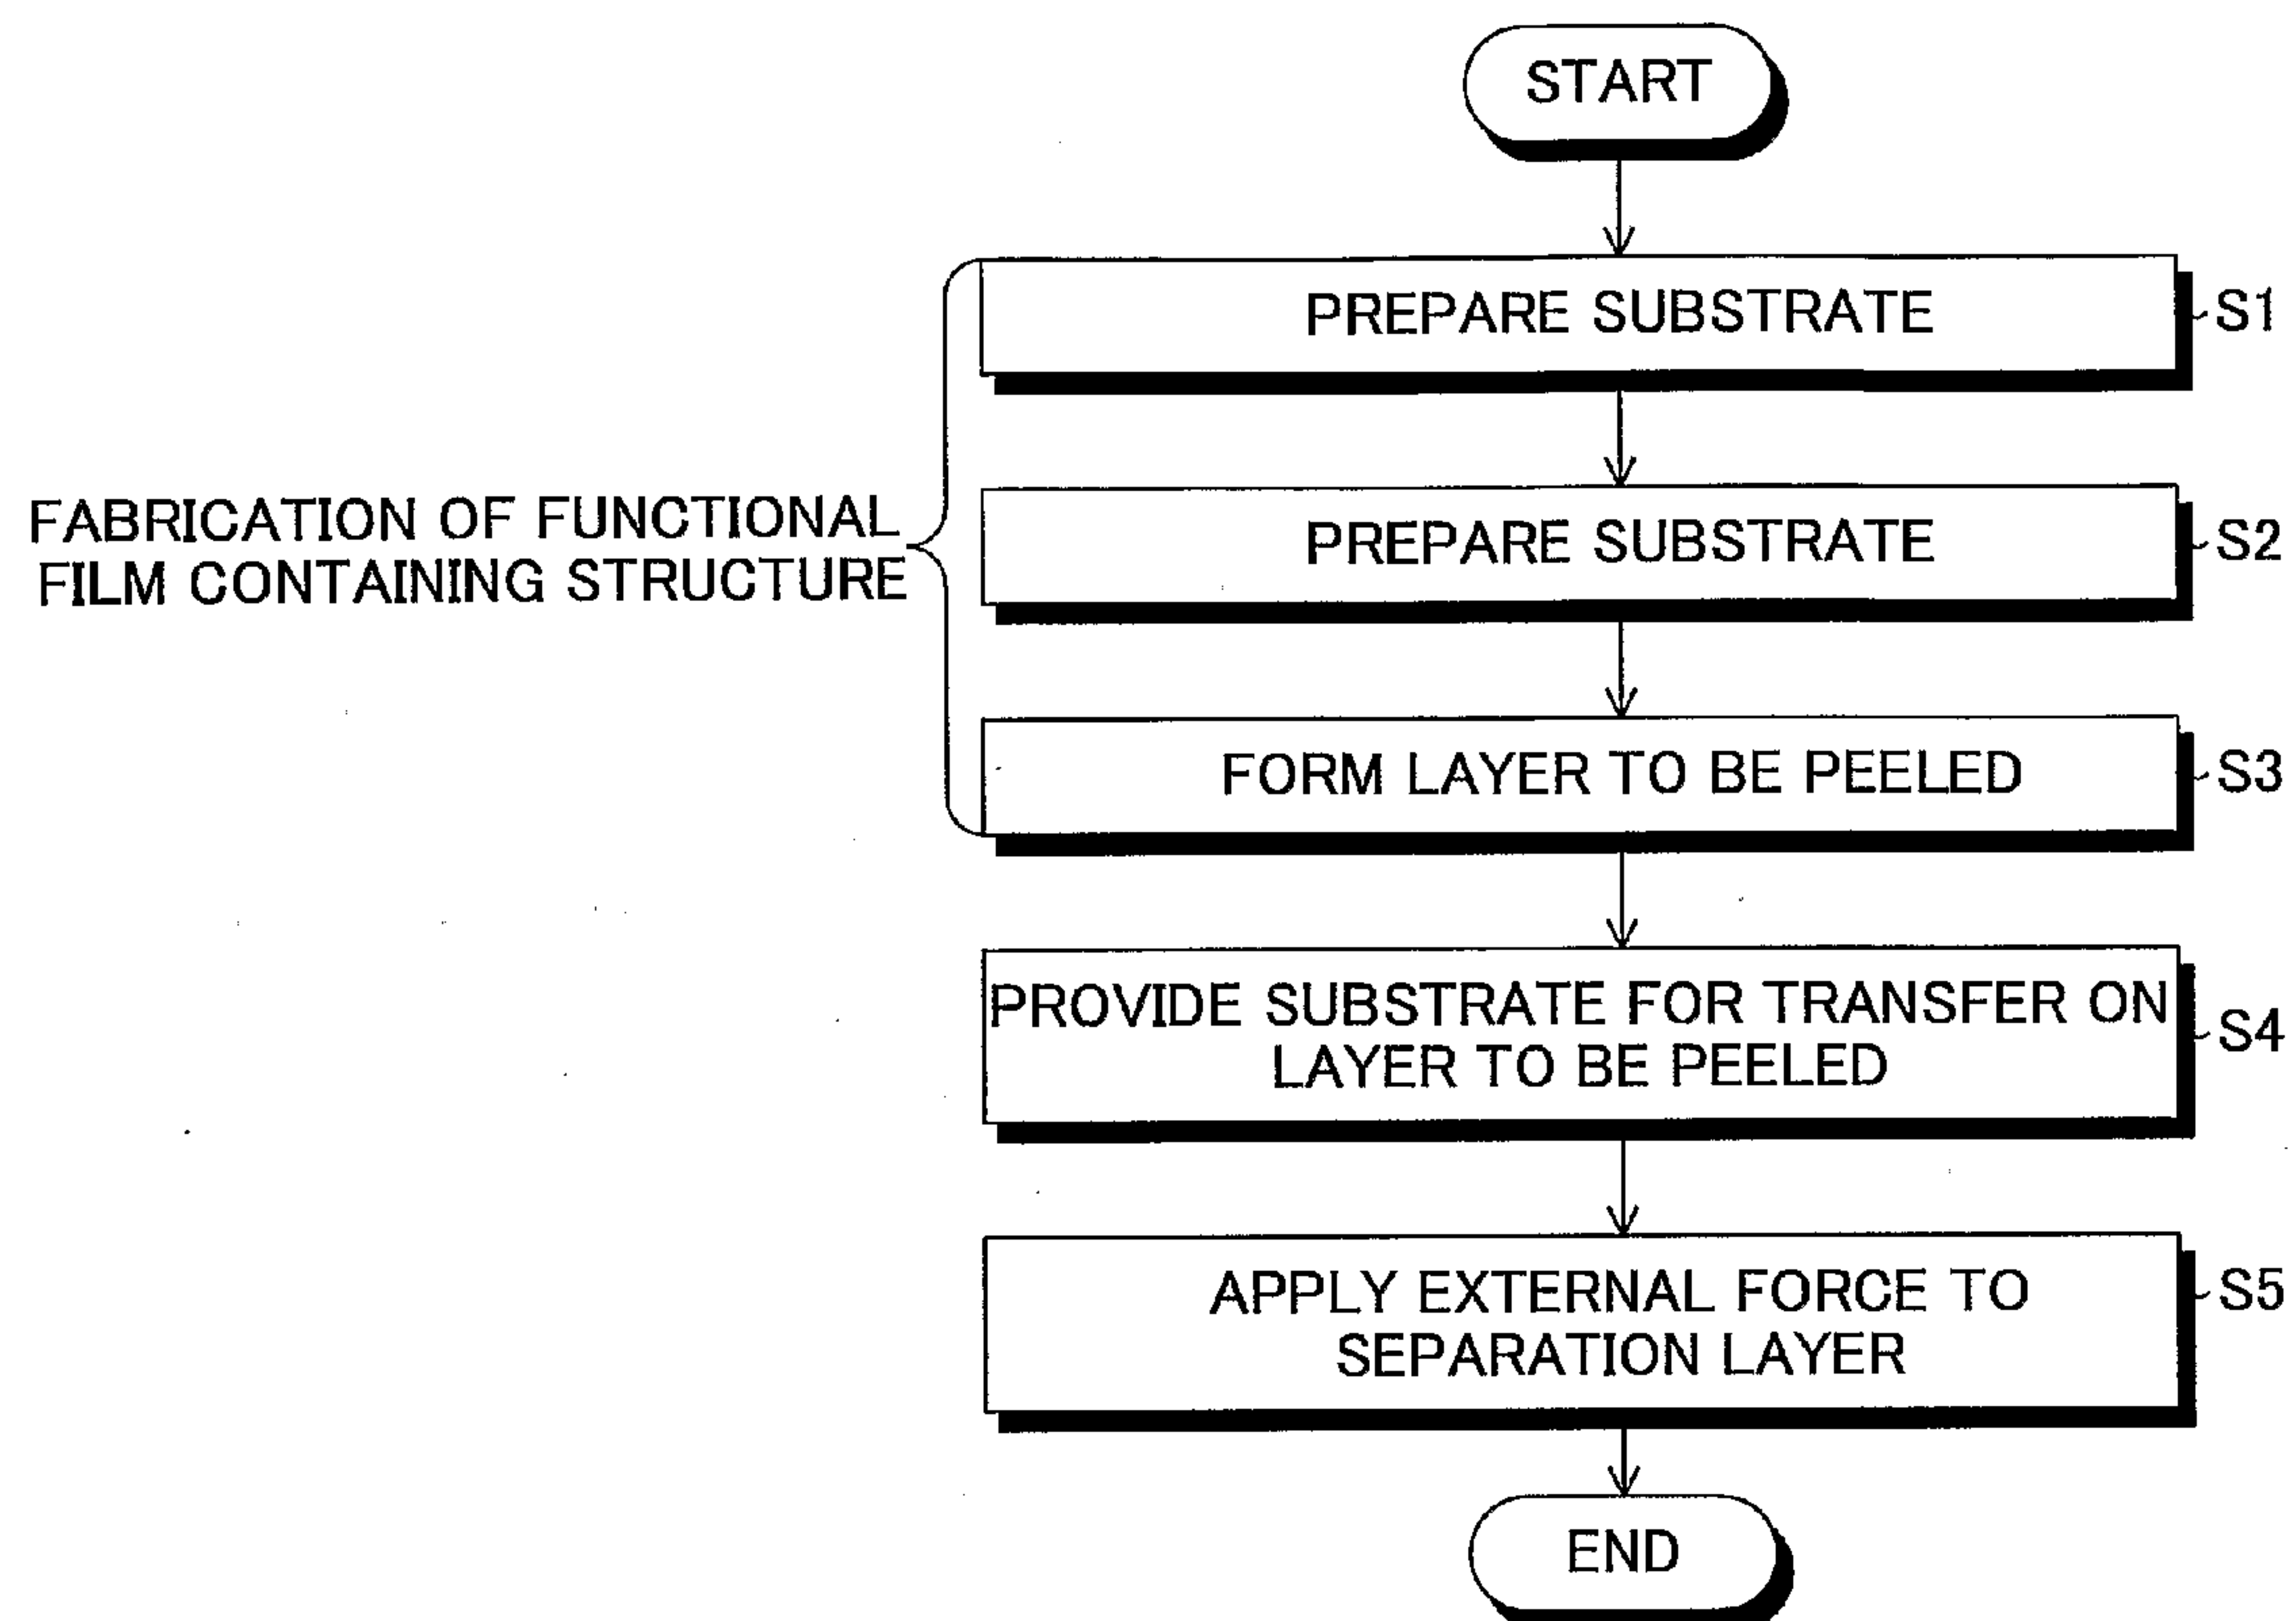 START
PREPARE SUBSTRATE
S1
PREPARE SUBSTRATE
S2
FABRICATION OF FUNCTIONAL
FILM CONTAINING STRUCTURE
FORM LAYER TO BE PEELED
S3
PROVIDE SUBSTRATE FOR TRANSFER ON
LAYER TO BE PEELED
S4
APPLY EXTERNAL FORCE TO
SEPARATION LAYER
S5
END